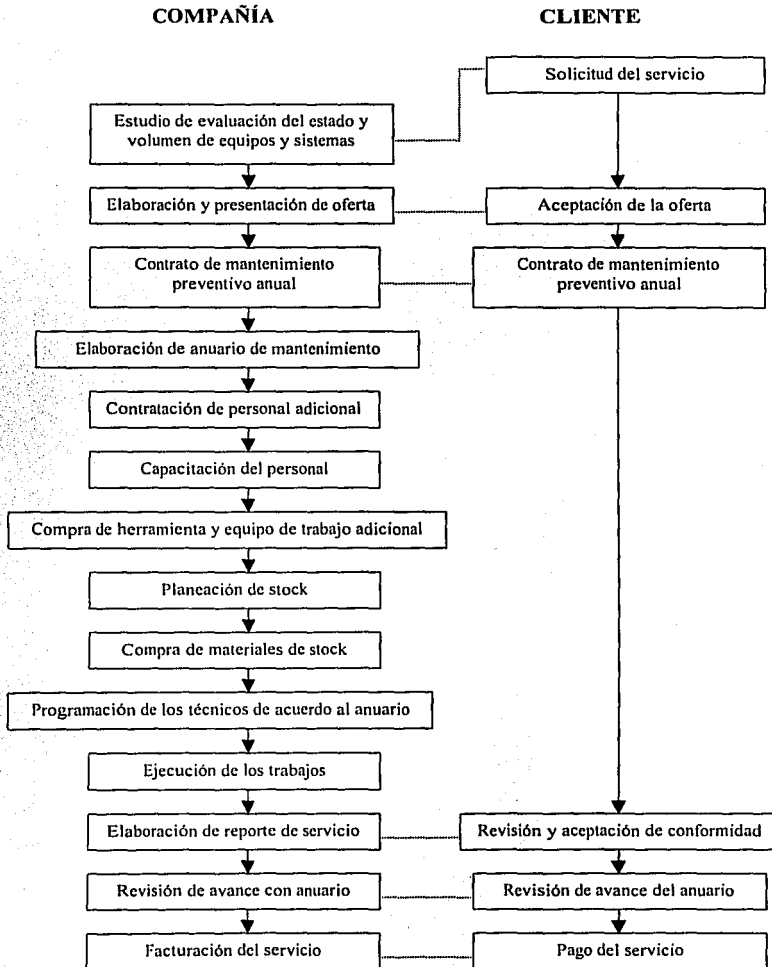 COMPAÑÍA
CLIENTE
Solicitud del servicio
Estudio de evaluación del estado y
volumen de equipos y sistemas
Elaboración y presentación de oferta
Aceptación de la oferta
Contrato de mantenimiento
preventivo anual
Contrato de mantenimiento
preventivo anual
Elaboración de anuario de mantenimiento
Contratación de personal adicional
Capacitación del personal
Compra de herramienta y equipo de trabajo adicional
Planeación de stock
Compra de materiales de stock
Programación de los técnicos de acuerdo al anuario
Ejecución de los trabajos
Elaboración de reporte de servicio
Revisión y aceptación de conformidad
Revisión de avance con anuario
Revisión de avance del anuario
Facturación del servicio
Pago del servicio